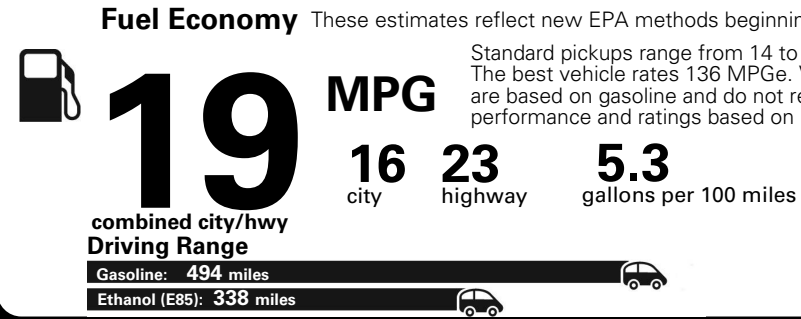 Fuel Economy These estimates reflect new EPA methods
Standard pickups range from 14 to
The best vehicle rates 136 MPGe.
are based on gasoline and do not
performance and ratings based on
19 MPG
16 23 5.3
city highway gallons per 100 miles
combined city/hwy
Driving Range
Gasoline: 494 miles
Ethanol (E85): 338 miles